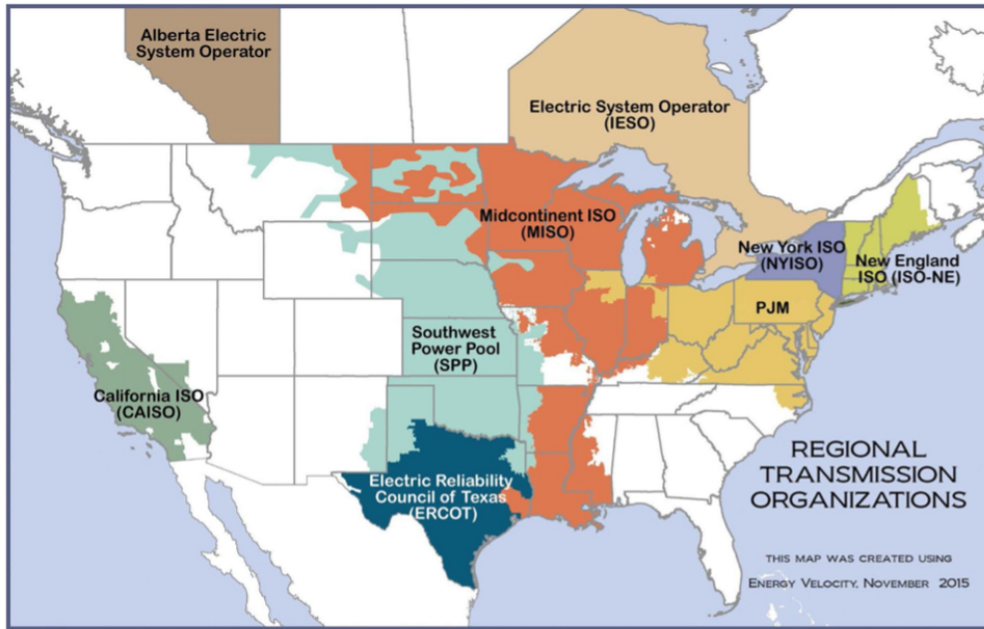 Alberta Electric
System Operator
Electric System Operator
(IESO)
Midcontinent ISO
(MISO)
New York ISO
(NYISO)
New England
ISO (ISO-NE)
PJM
Southwest
Power Pool
(SPP)
California ISO
(CAISO)
Electric Reliability
Council of Texas
(ERCOT)
REGIONAL
TRANSMISSION
ORGANIZATIONS
THIS MAP WAS CREATED USING
ENERGY VELOCITY, NOVEMBER 2015